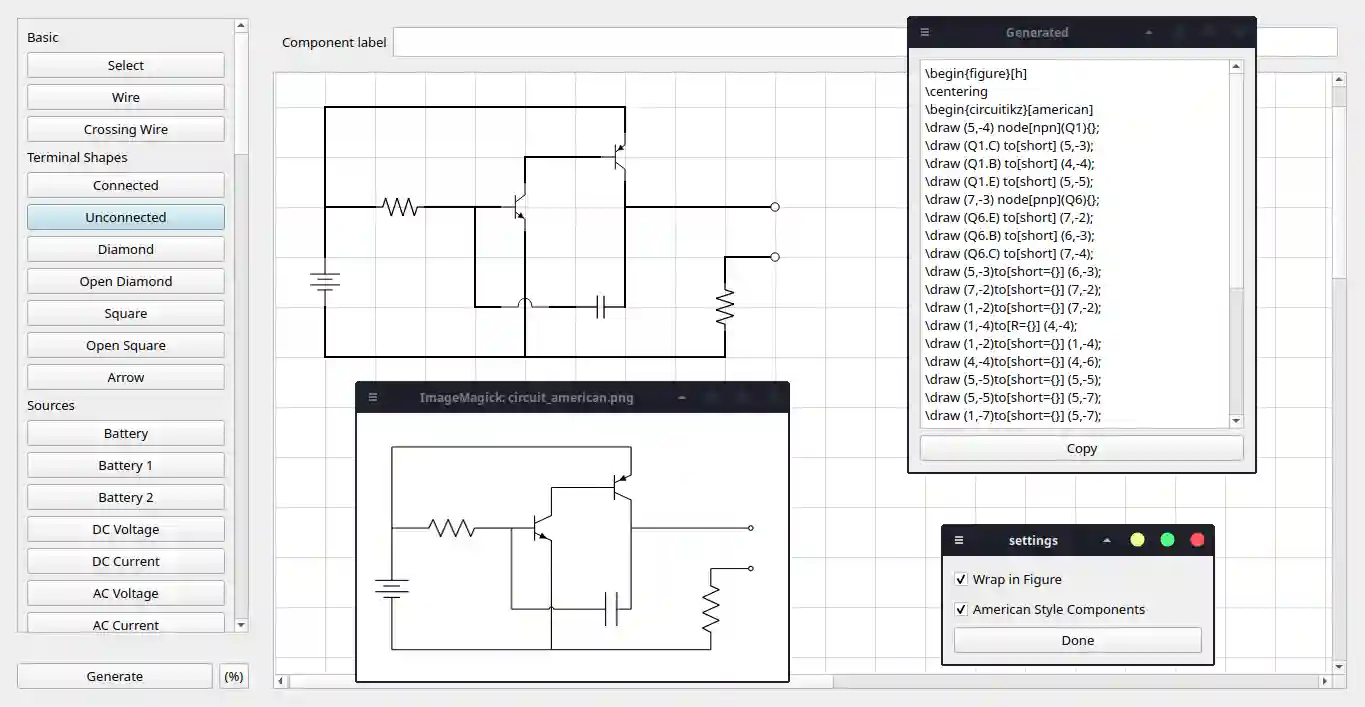 Basic
Select
Wire
Crossing Wire
Terminal Shapes
Connected
Unconnected
Diamond
Open Diamond
Square
Open Square
Arrow
Sources
Battery
Battery 1
Battery 2
DC Voltage
DC Current
AC Voltage
AC Current
Generate
(%)
Component label
Generated
\begin{figure}[h]
\centering
\begin{circuitikz}[american]
\draw (5,-4) node[npn](Q1){};
\draw (Q1.C) to[short] (5,-3);
\draw (Q1.B) to[short] (4,-4);
\draw (Q1.E) to[short] (5,-5);
\draw (7,-3) node[pnp](Q6){};
\draw (Q6.E) to[short] (7,-2);
\draw (Q6.B) to[short] (6,-3);
\draw (Q6.C) to[short] (7,-4);
\draw (5,-3)to[short={}] (6,-3);
\draw (7,-2)to[short={}] (7,-2);
\draw (1,-2)to[short={}] (7,-2);
\draw (1,-4)to[R={}] (4,-4);
\draw (1,-2)to[short={}] (1,-4);
\draw (4,-4)to[short={}] (4,-6);
\draw (5,-5)to[short={}] (5,-5);
\draw (5,-5)to[short={}] (5,-7);
\draw (1,-7)to[short={}] (5,-7);
Copy
ImageMagick: circuit_american.png
settings
Wrap in Figure
American Style Components
Done